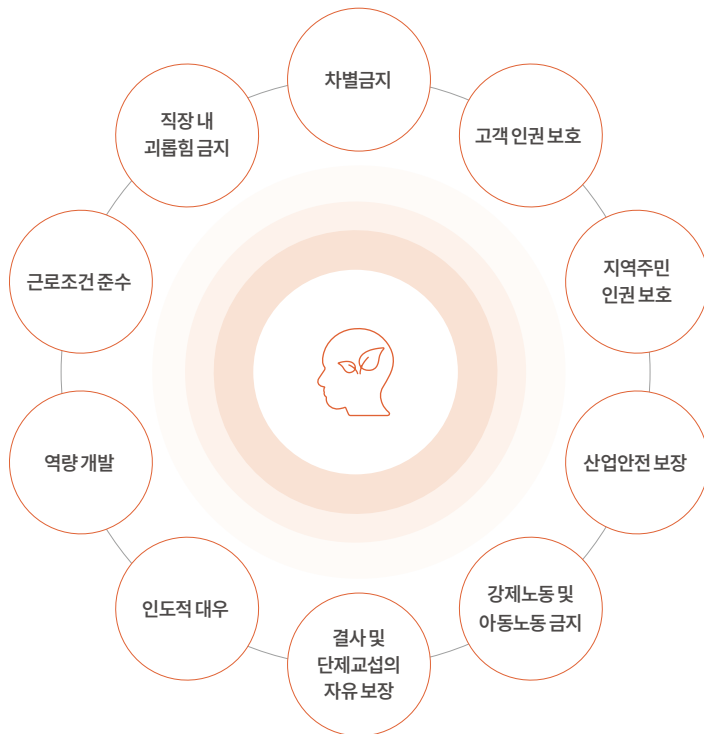 차별금지
고객 인권 보호
지역주민
인권 보호
산업안전 보장
강제노동 및
아동노동 금지
결사 및
단체교섭의
자유 보장
인도적 대우
역량 개발
근로조건 준수
직장 내
괴롭힘 금지